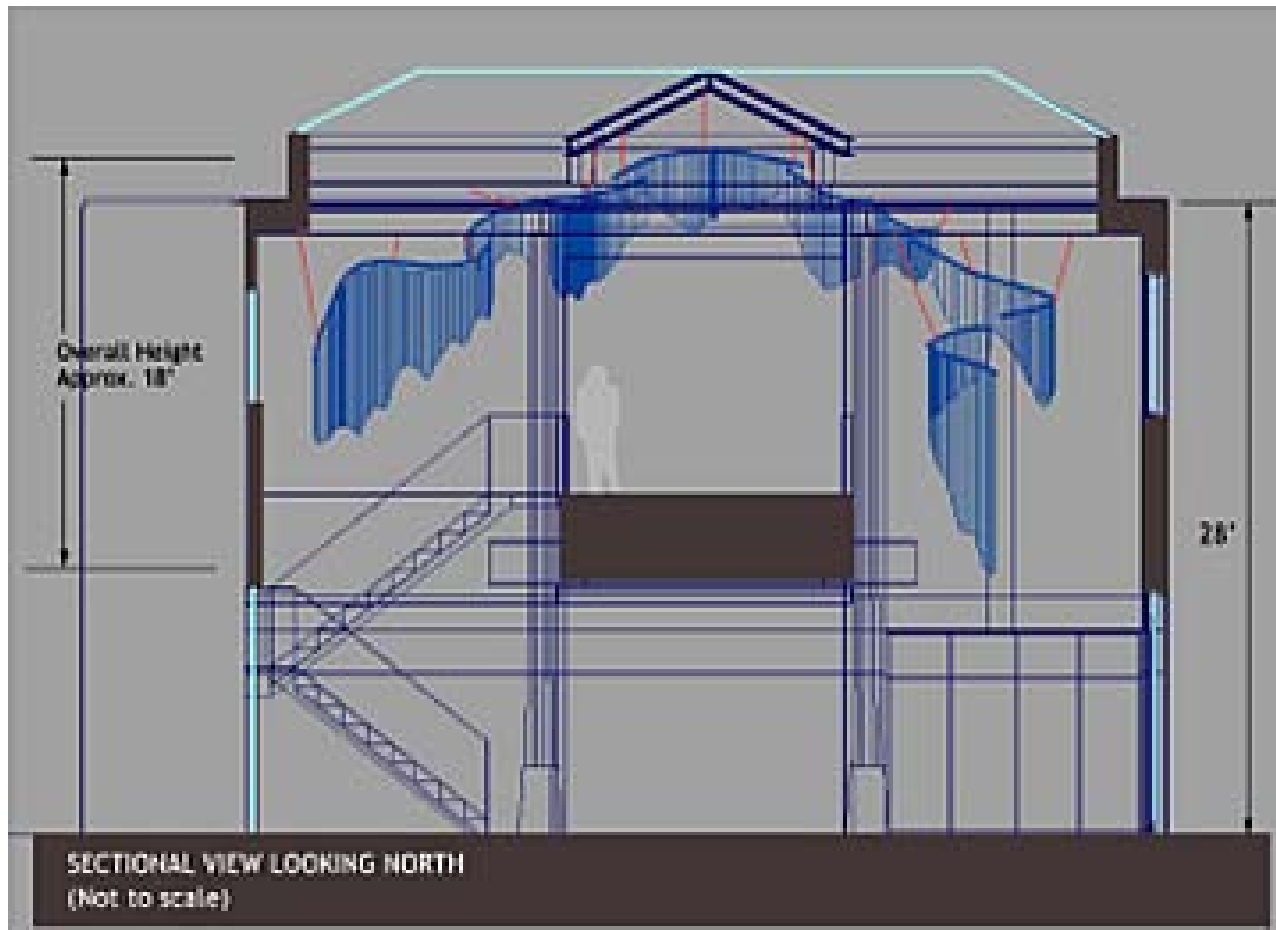 Overall Height
Approx. 18'
28'
SECTIONAL VIEW LOOKING NORTH
(Not to scale)